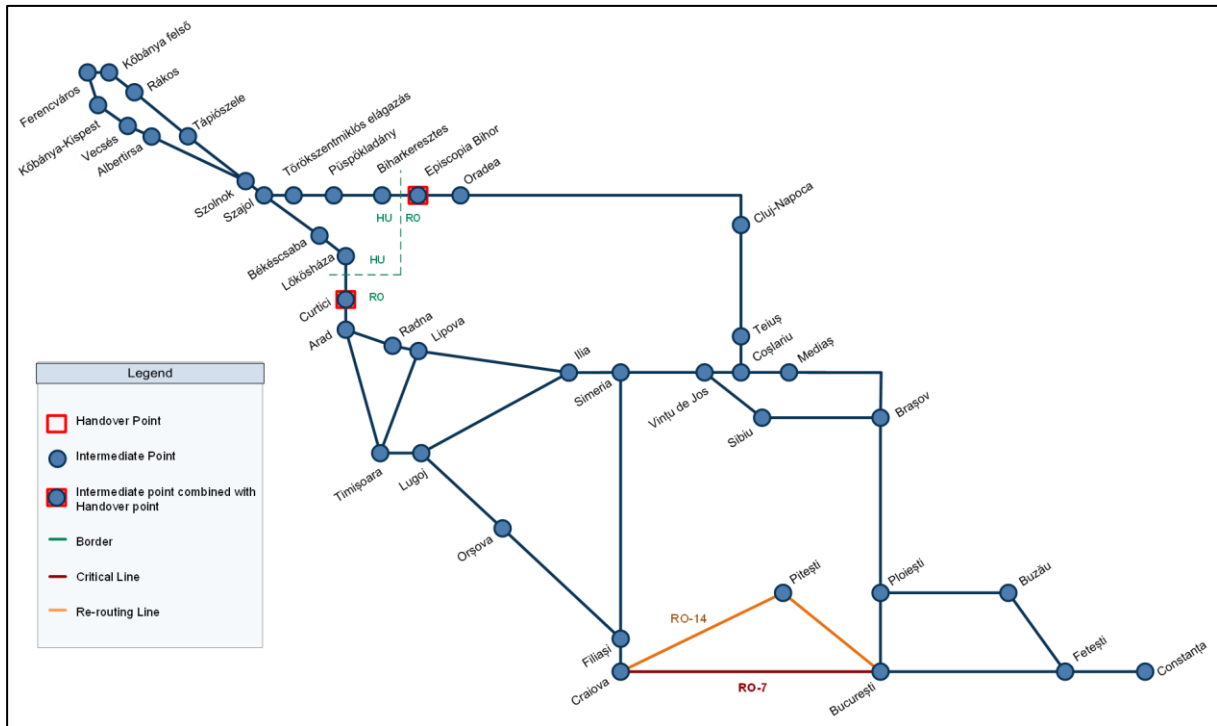 Kőbánya felső
Rákos
Ferencváros
Tápiószele
Kőbánya-Kispest
Vecsés
Albertirsa
Szolnok
Szajol
Törökszentmiklós elágazás
Püspökladány
Biharkeresztes
Episcopia Bihor
Oradea
HU
RO
Cluj-Napoca
Békéscsaba
Lőkösháza
HU
RO
Curtici
Arad
Radna
Lipova
Ilia
Simeria
Teiuș
Coșlariu
Mediaș
Vințu de Jos
Sibiu
Brașov
Timișoara
Lugoj
Orșova
Filiași
Craiova
RO-14
Pitești
RO-7
Ploiești
Buzău
București
Fetești
Constanța
Legend
Handover Point
Intermediate Point
Intermediate point combined with
Handover point
Border
Critical Line
Re-routing Line